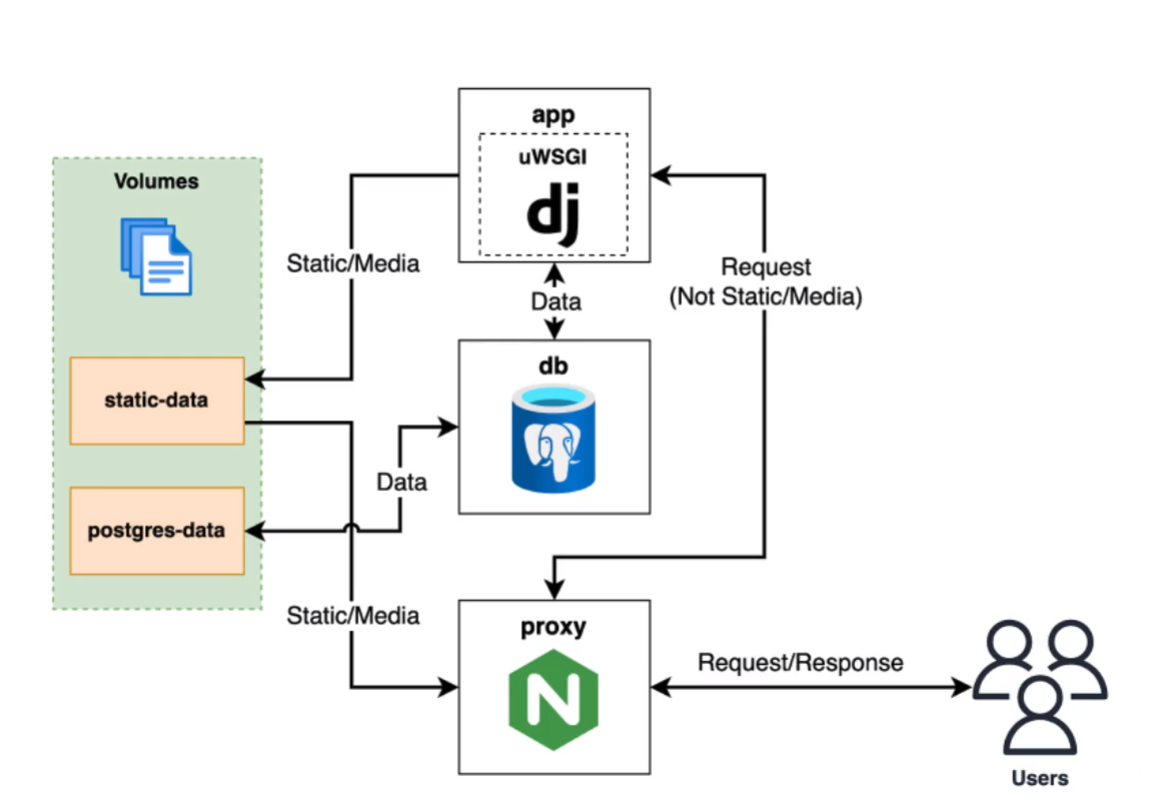 app
uWSGI
dj
Volumes
Static/Media
Request
(Not Static/Media)
Data
db
static-data
Data
postgres-data
Static/Media
proxy
N
Request/Response
Users